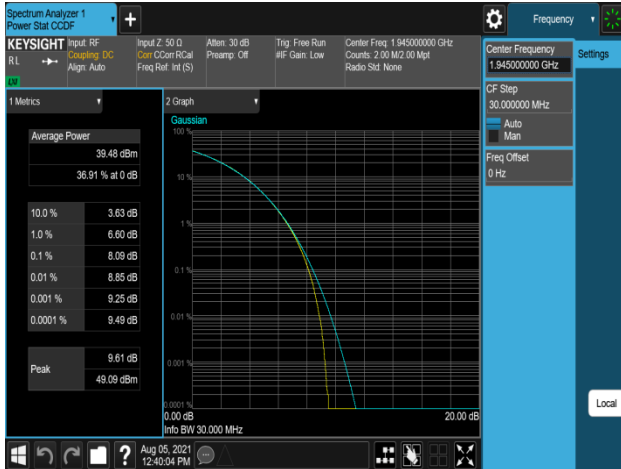 Spectrum Analyzer 1
Power Stat CCDF
+
Frequency
KEYSIGHT
RL
LXI
Input: RF
Coupling: DC
Align: Auto
Input Z: 50 Ω
Corr CCorr RCal
Freq Ref: Int (S)
Atten: 30 dB
Preamp: Off
Trig: Free Run
#IF Gain: Low
Center Freq: 1.945000000 GHz
Counts: 2.00 M/2.00 Mpt
Radio Std: None
Center Frequency
1.945000000 GHz
Settings
CF Step
30.000000 MHz
Auto
Man
Freq Offset
0 Hz
1 Metrics
Average Power
39.48 dBm
36.91 % at 0 dB
10.0 % 3.63 dB
1.0 % 6.60 dB
0.1 % 8.09 dB
0.01 % 8.85 dB
0.001 % 9.25 dB
0.0001 % 9.49 dB
Peak
9.61 dB
49.09 dBm
2 Graph
Gaussian
100 %
10 %
1 %
0.1 %
0.01 %
0.001 %
0.0001 %
0.00 dB
20.00 dB
Info BW 30.000 MHz
Local
?
Aug 05, 2021
12:40:04 PM